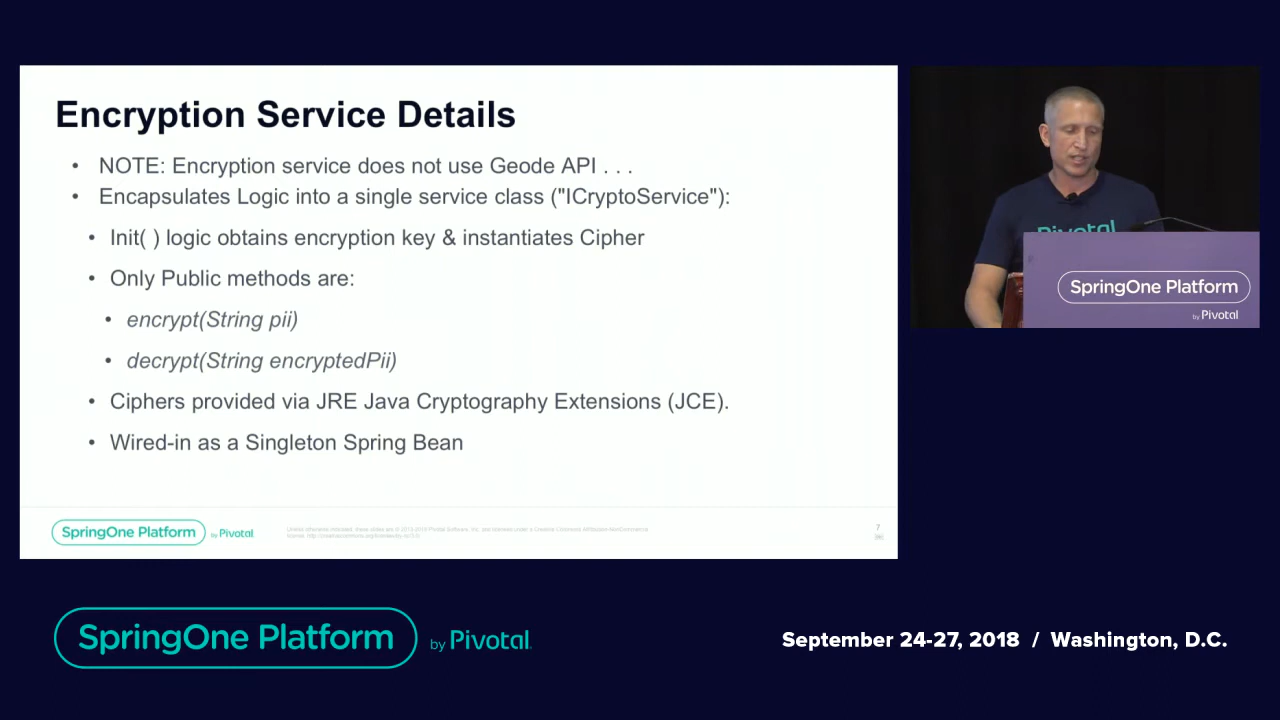 Encryption Service Details
• NOTE: Encryption service does not use Geode API . . .
• Encapsulates Logic into a single service class ("ICryptoService"):
• Init( ) logic obtains encryption key & instantiates Cipher
• Only Public methods are:
• encrypt(String pii)
• decrypt(String encryptedPii)
• Ciphers provided via JRE Java Cryptography Extensions (JCE).
• Wired-in as a Singleton Spring Bean
SpringOne Platform by Pivotal
7
Pivotal
SpringOne Platform
by Pivotal
SpringOne Platform by Pivotal.
September 24-27, 2018 / Washington, D.C.